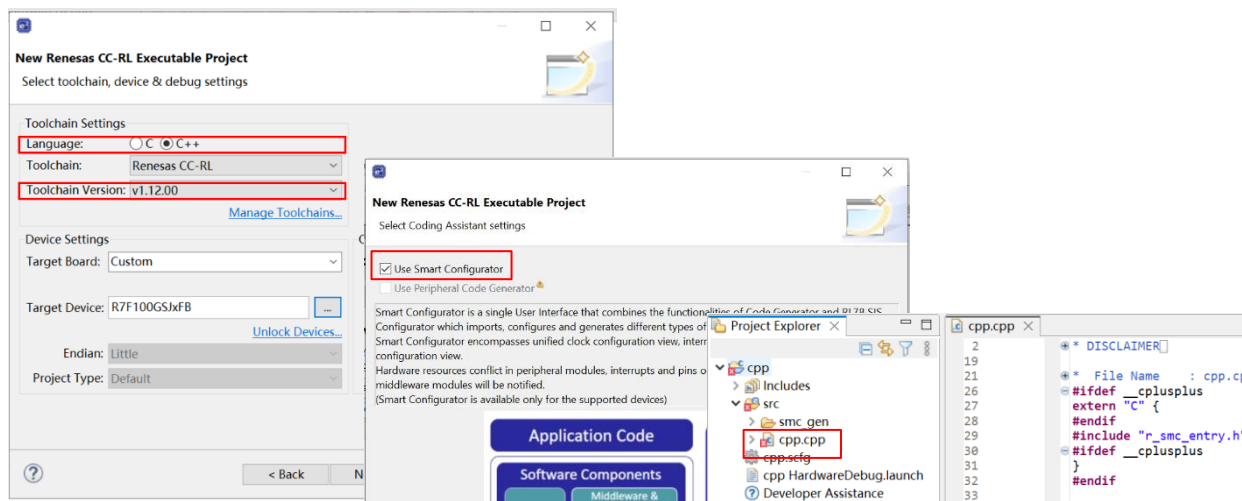 New Renesas CC-RL Executable Project
Select toolchain, device & debug settings
Toolchain Settings
Language: C C++
Toolchain: Renesas CC-RL
Toolchain Version: v1.12.00
Manage Toolchains...
Device Settings
Target Board: Custom
Target Device: R7F100GSJxFB ...
Unlock Devices...
Endian: Little
Project Type: Default
? < Back
New Renesas CC-RL Executable Project
Select Coding Assistant settings
Use Smart Configurator
Use Peripheral Code Generator
Smart Configurator is a single User Interface that combines the functionalities of Code Generator and RL78 SIS
Configurator which imports, configures and generates different types of
Smart Configurator encompasses unified clock configuration view,
configuration view.
Hardware resources conflict in peripheral modules, interrupts and pins
middleware modules will be notified.
(Smart Configurator is available only for the supported devices)
Application Code
Software Components
Middleware &
Project Explorer
cpp
Includes
src
smc_gen
cpp.cpp
cpp.scfg
cpp HardwareDebug.launch
? Developer Assistance
cpp.cpp
2 * DISCLAIMER
19
21 * File Name : cpp.cp
26 #ifdef __cplusplus
27 extern "C" {
28 #endif
29 #include "r_smc_entry.h"
30 #ifdef __cplusplus
31 }
32 #endif
33